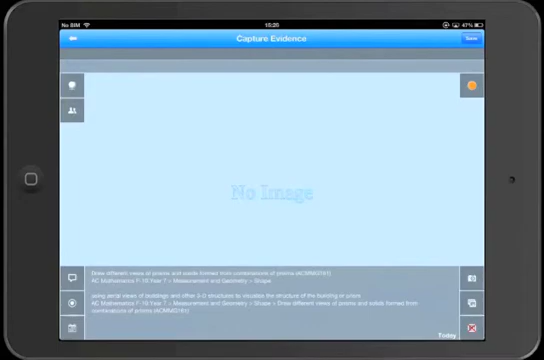 No SIM
15:25
47%
Capture Evidence
Save
No Image
Draw different views of prisms and solids formed from combinations of prisms (ACMMG161)
AC Mathematics F-10 Year 7 > Measurement and Geometry > Shape
using aerial views of buildings and other 3-D structures to visualise the structure of the building or prism
AC Mathematics F-10 Year 7 > Measurement and Geometry > Shape > Draw different views of prisms and solids formed from
combinations of prisms (ACMMG161)
Today